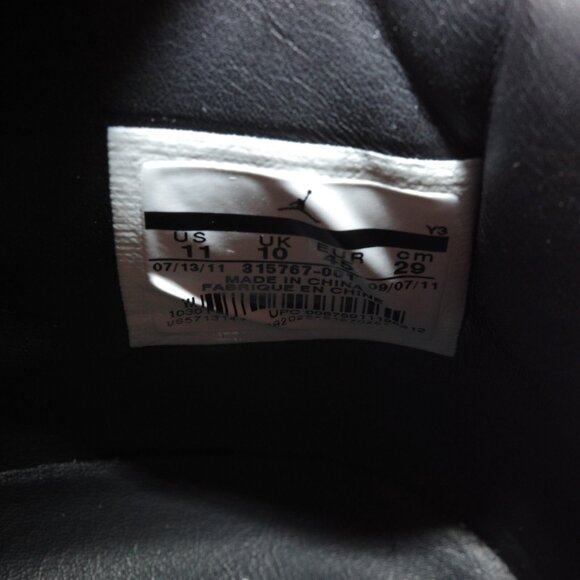 Y3
US UK EUR cm
11 10 45 29
07/13/11 315767-001 09/07/11
MADE IN CHINA
FABRIQUE EN CHINE
UPC